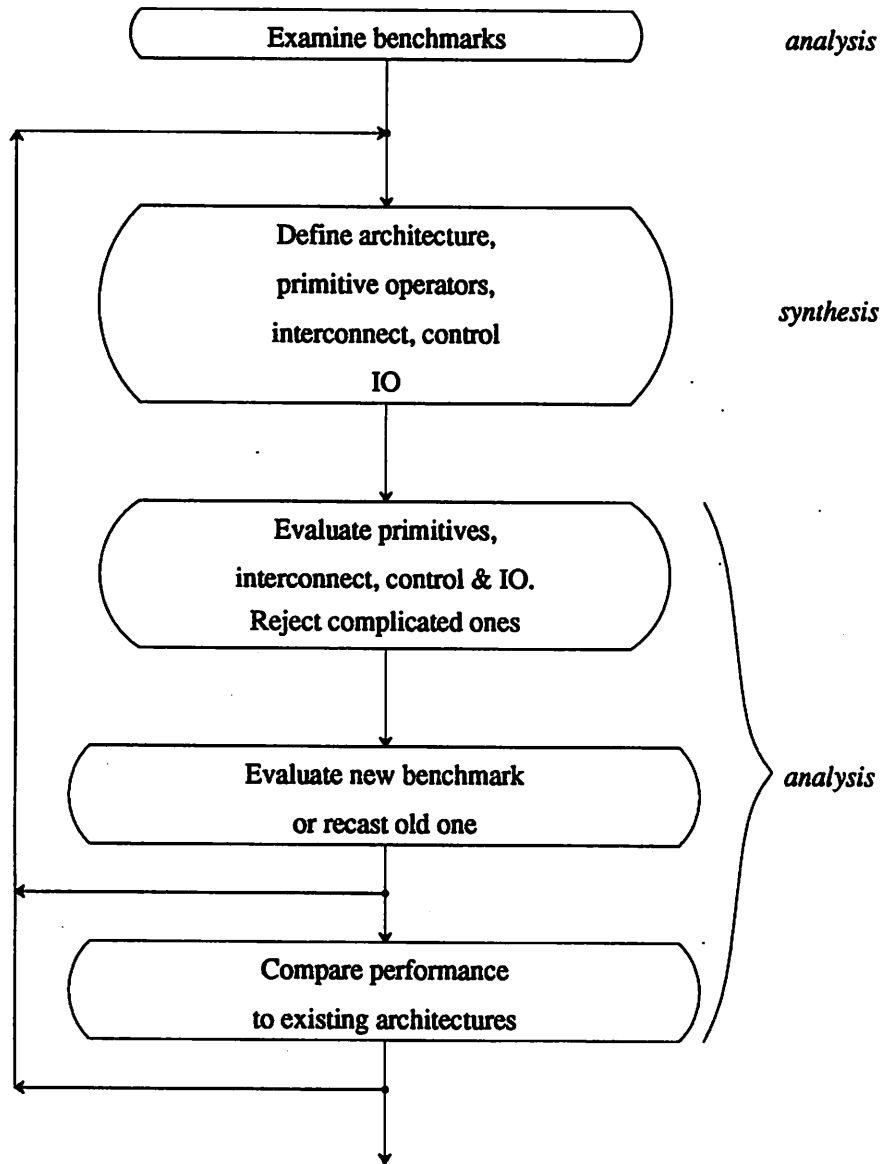 Examine benchmarks
analysis
Define architecture,
primitive operators,
interconnect, control
IO
synthesis
Evaluate primitives,
interconnect, control & IO.
Reject complicated ones
Evaluate new benchmark
or recast old one
analysis
Compare performance
to existing architectures